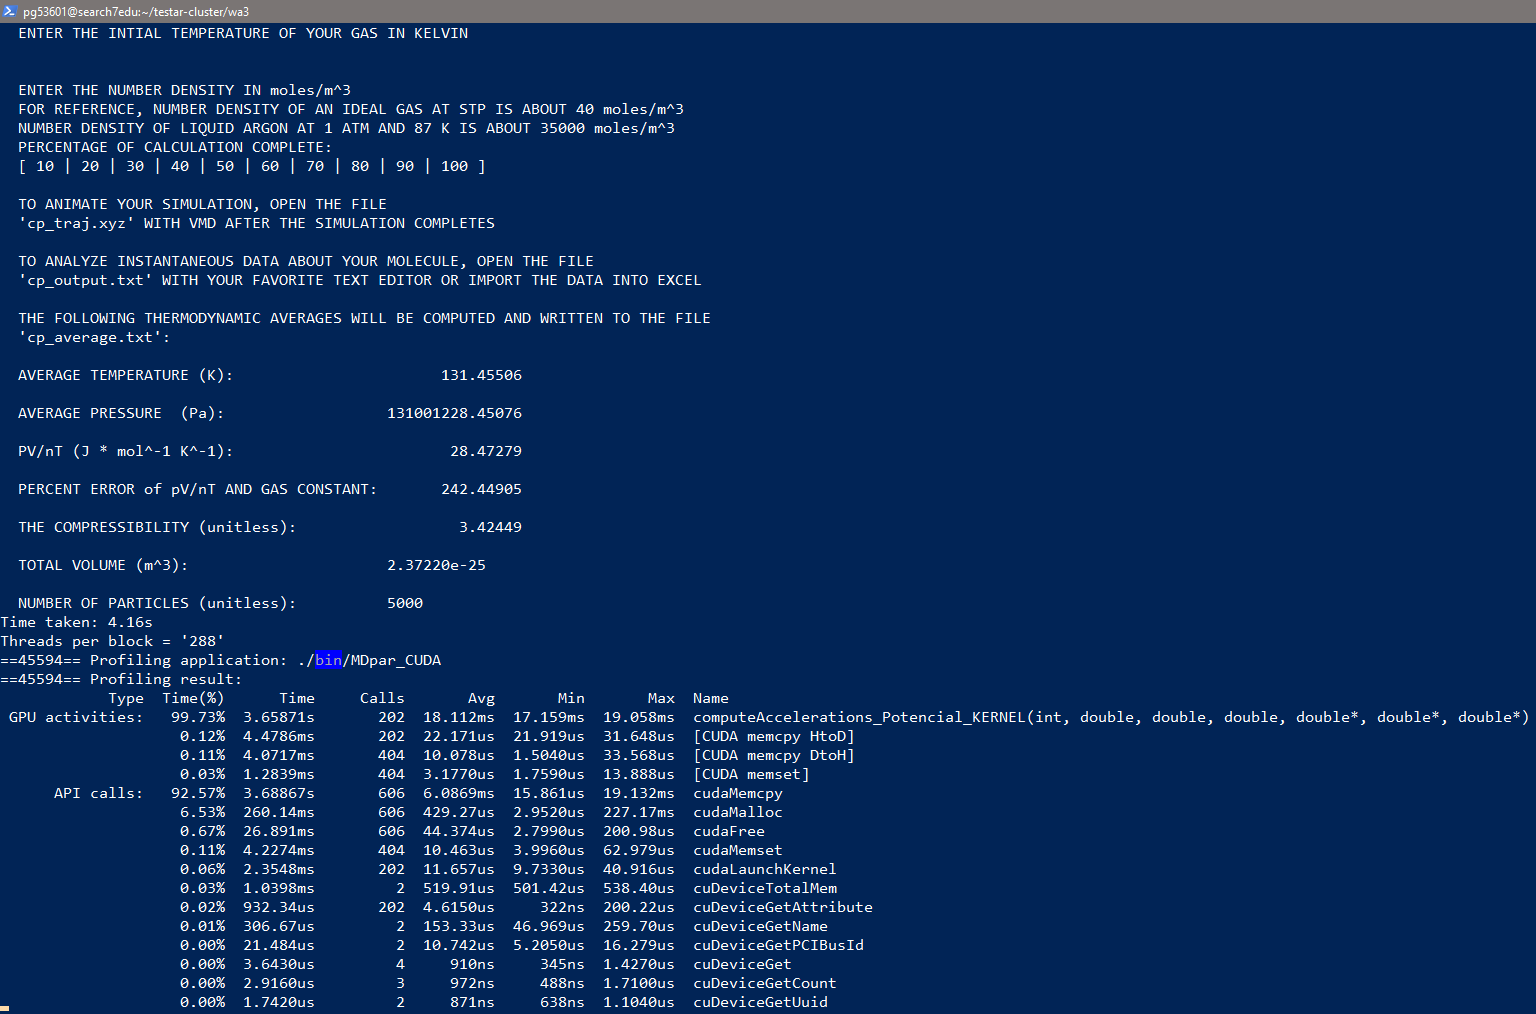 pg53601@search7edu:~/testar-cluster/wa3
ENTER THE INTIAL TEMPERATURE OF YOUR GAS IN KELVIN
ENTER THE NUMBER DENSITY IN moles/m^3
FOR REFERENCE, NUMBER DENSITY OF AN IDEAL GAS AT STP IS ABOUT 40 moles/m^3
NUMBER DENSITY OF LIQUID ARGON AT 1 ATM AND 87 K IS ABOUT 35000 moles/m^3
PERCENTAGE OF CALCULATION COMPLETE:
[ 10 | 20 | 30 | 40 | 50 | 60 | 70 | 80 | 90 | 100 ]
TO ANIMATE YOUR SIMULATION, OPEN THE FILE
'cp_traj.xyz' WITH VMD AFTER THE SIMULATION COMPLETES
TO ANALYZE INSTANTANEOUS DATA ABOUT YOUR MOLECULE, OPEN THE FILE
'cp_output.txt' WITH YOUR FAVORITE TEXT EDITOR OR IMPORT THE DATA INTO EXCEL
THE FOLLOWING THERMODYNAMIC AVERAGES WILL BE COMPUTED AND WRITTEN TO THE FILE
'cp_average.txt':
AVERAGE TEMPERATURE (K): 131.45506
AVERAGE PRESSURE  (Pa): 131001228.45076
PV/nT (J * mol^-1 K^-1): 28.47279
PERCENT ERROR of pV/nT AND GAS CONSTANT: 242.44905
THE COMPRESSIBILITY (unitless): 3.42449
TOTAL VOLUME (m^3): 2.37220e-25
NUMBER OF PARTICLES (unitless): 5000
Time taken: 4.16s
Threads per block = '288'
==45594== Profiling application: ./bin/MDpar_CUDA
==45594== Profiling result:
Type Time(%) Time Calls Avg Min Max Name
GPU activities: 99.73% 3.65871s 202 18.112ms 17.159ms 19.058ms computeAccelerations_Potencial_KERNEL(int, double, double, double, double*, double*, double*)
0.12% 4.4786ms 202 22.171us 21.919us 31.648us [CUDA memcpy HtoD]
0.11% 4.0717ms 404 10.078us 1.5040us 33.568us [CUDA memcpy DtoH]
0.03% 1.2839ms 404 3.1770us 1.7590us 13.888us [CUDA memset]
API calls: 92.57% 3.68867s 606 6.0869ms 15.861us 19.132ms cudaMemcpy
6.53% 260.14ms 606 429.27us 2.9520us 227.17ms cudaMalloc
0.67% 26.891ms 606 44.374us 2.7990us 200.98us cudaFree
0.11% 4.2274ms 404 10.463us 3.9960us 62.979us cudaMemset
0.06% 2.3548ms 202 11.657us 9.7330us 40.916us cudaLaunchKernel
0.03% 1.0398ms 2 519.91us 501.42us 538.40us cuDeviceTotalMem
0.02% 932.34us 202 4.6150us 322ns 200.22us cuDeviceGetAttribute
0.01% 306.67us 2 153.33us 46.969us 259.70us cuDeviceGetName
0.00% 21.484us 2 10.742us 5.2050us 16.279us cuDeviceGetPCIBusId
0.00% 3.6430us 4 910ns 345ns 1.4270us cuDeviceGet
0.00% 2.9160us 3 972ns 488ns 1.7100us cuDeviceGetCount
0.00% 1.7420us 2 871ns 638ns 1.1040us cuDeviceGetUuid